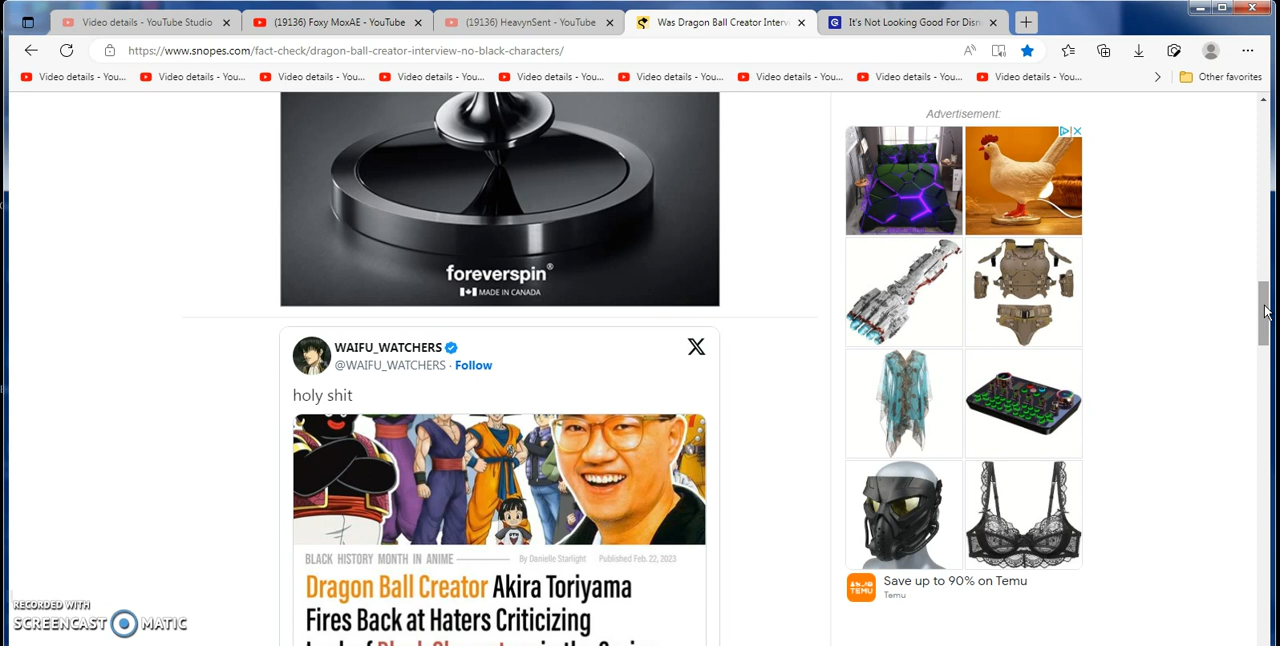 Video details - YouTube Studio
(19136) Foxy MoxAE - YouTube
(19136) HeavynSent - YouTube
Was Dragon Ball Creator Interv
It's Not Looking Good For Disn
https://www.snopes.com/fact-check/dragon-ball-creator-interview-no-black-characters/
Video details - You...
Video details - You...
Video details - You...
Video details - You...
Video details - You...
Video details - You...
Video details - You...
Video details - You...
Video details - You...
Other favorites
foreverspin®
MADE IN CANADA
WAIFU_WATCHERS
@WAIFU_WATCHERS · Follow
holy shit
BLACK HISTORY MONTH IN ANIME
By Danielle Starlight
Published Feb. 22, 2023
Dragon Ball Creator Akira Toriyama
Fires Back at Haters Criticizing
Advertisement:
TEMU
Save up to 90% on Temu
Temu
RECORDED WITH
SCREENCAST MATIC